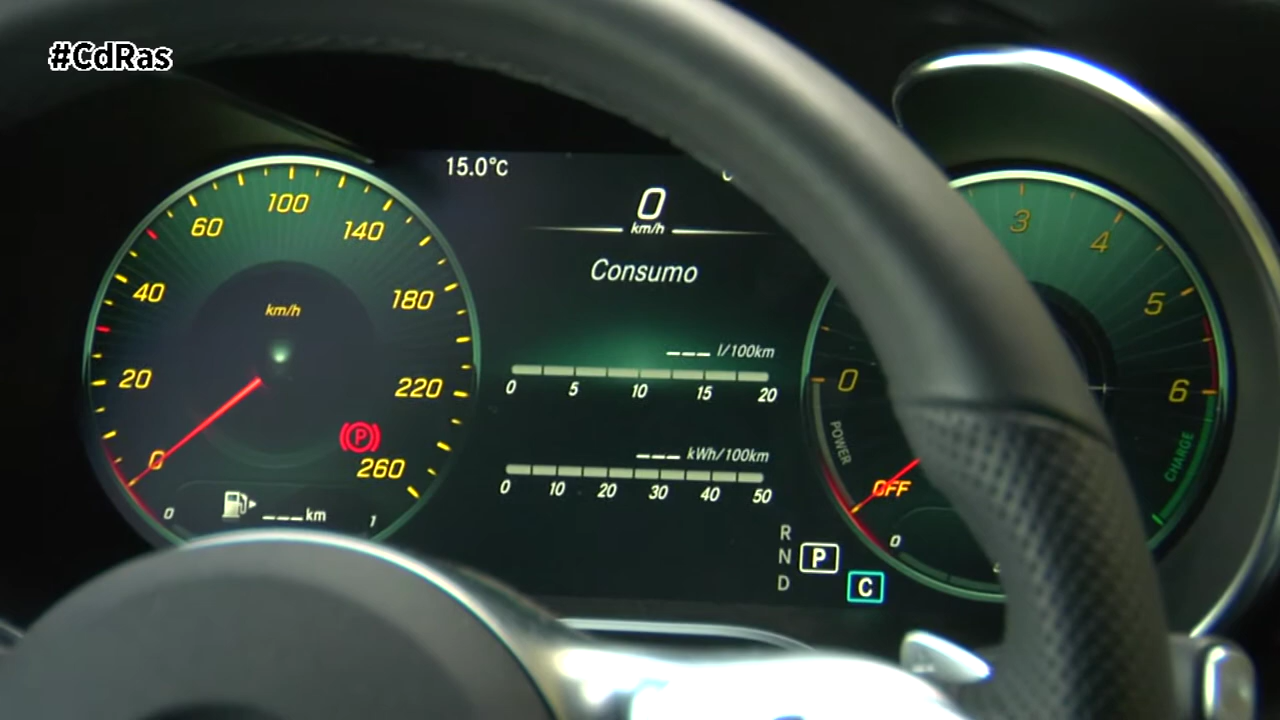 #CdRas
15.0°C
0
km/h
Consumo
--- l/100km
0 5 10 15 20
--- kWh/100km
0 10 20 30 40 50
R
N P
D C
0 20 40 60 100 140 180 220 260
km/h
P
0 1
--- km
0 3 4 5 6
POWER
OFF
CHARGE
0